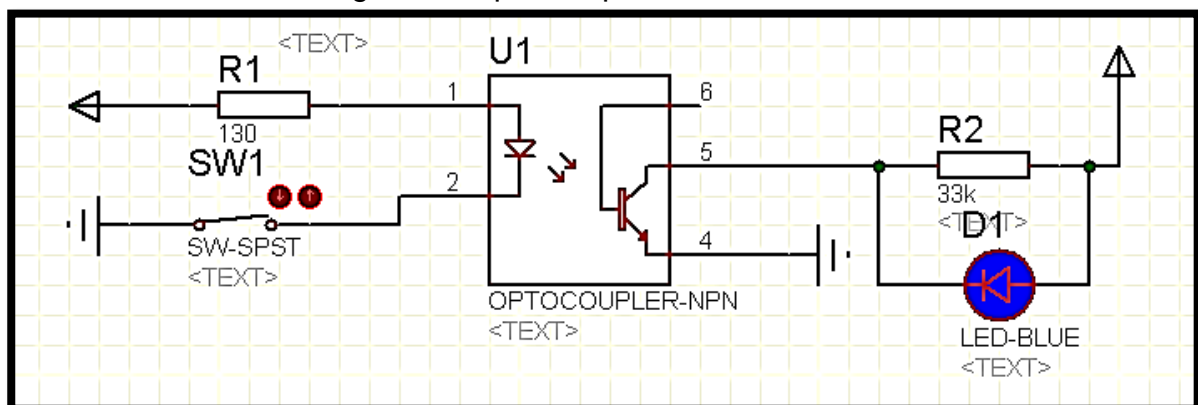 <TEXT>
R1
130
U1
1
2
6
5
4
SW1
SW-SPST
<TEXT>
OPTOCOUPLER-NPN
<TEXT>
R2
33k
<TEXT>
D1
LED-BLUE
<TEXT>